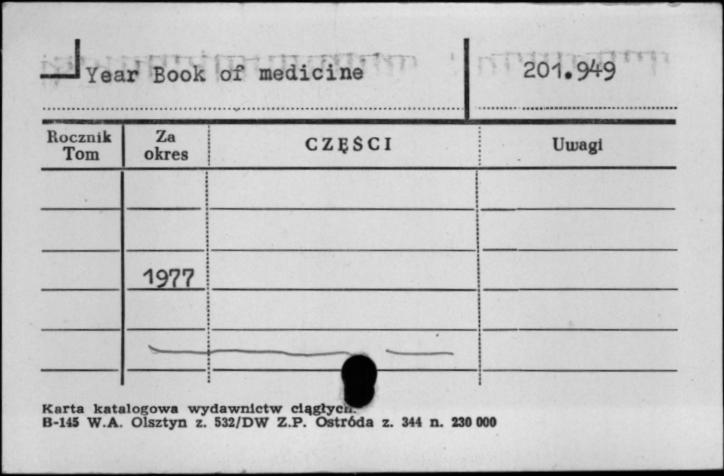 Year Book of medicine 201.949
Rocznik Tom Za okres CZĘŚCI Uwagi
1977
Karta katalogowa wydawnictw ciągłych.
B-145 W.A. Olsztyn z. 532/DW Z.P. Ostróda z. 344 n. 230 000